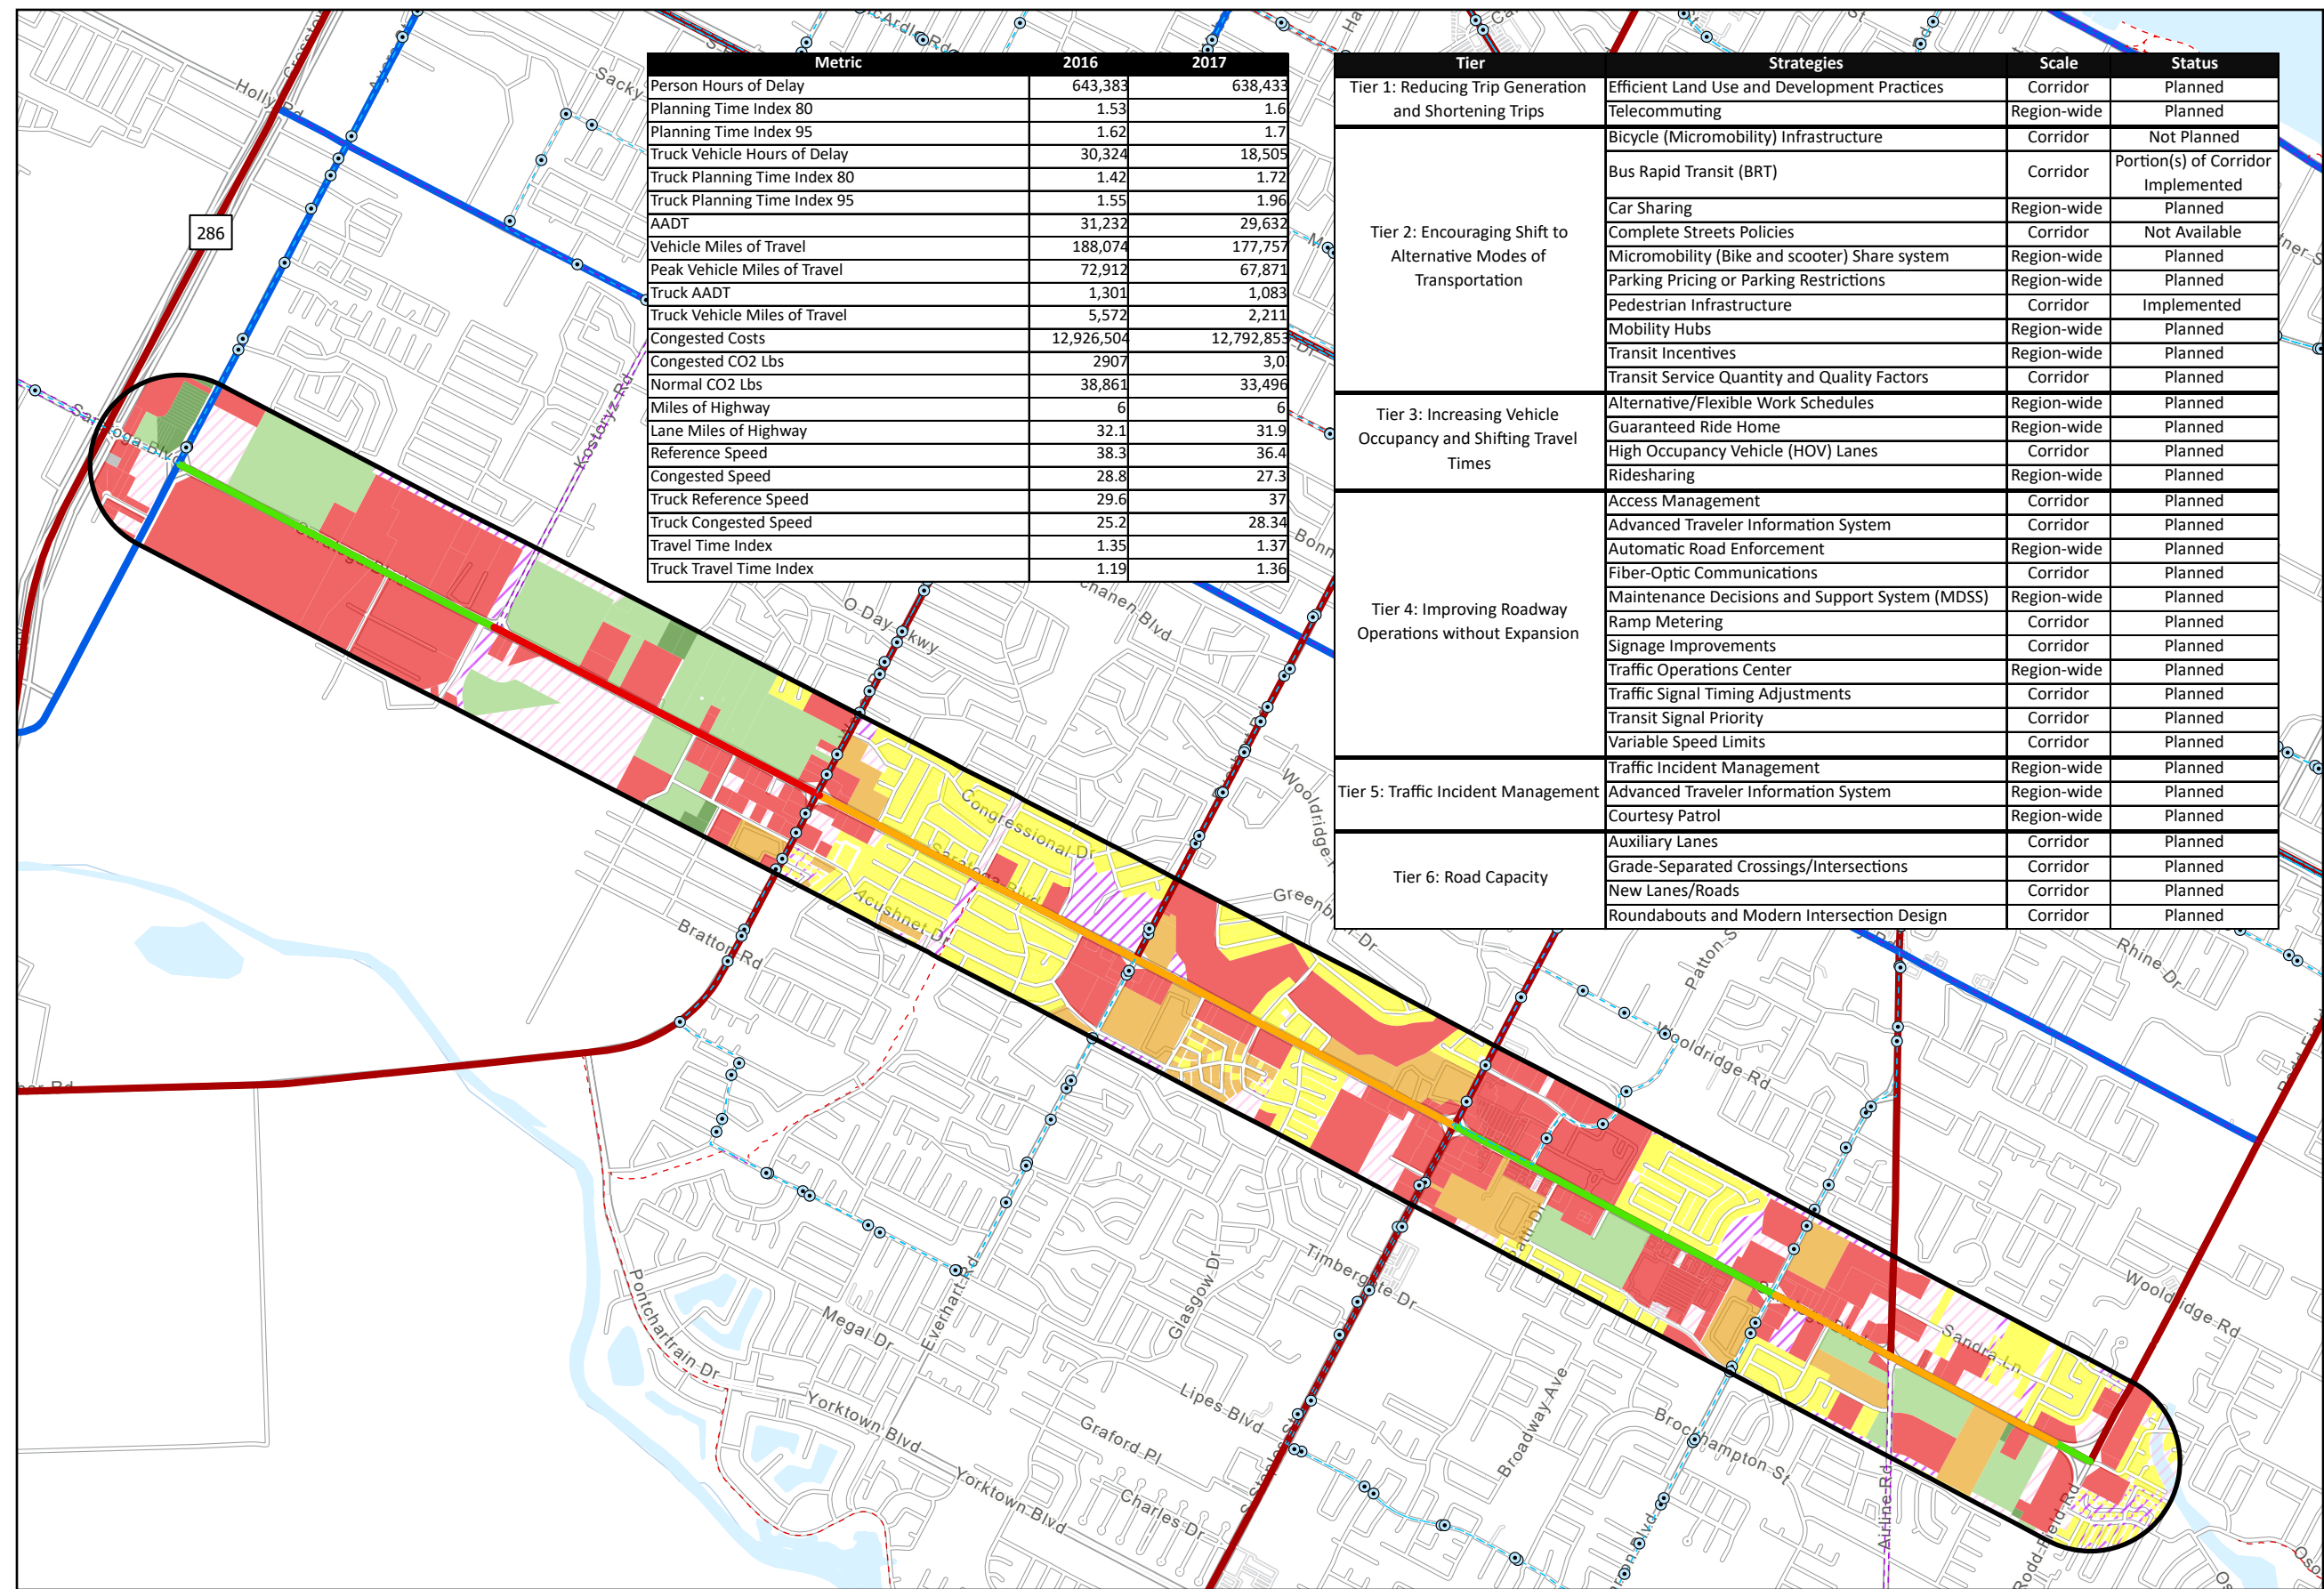 Metric 2016 2017
Person Hours of Delay 643,383 638,433
Planning Time Index 80 1.53 1.6
Planning Time Index 95 1.62 1.7
Truck Vehicle Hours of Delay 30,324 18,505
Truck Planning Time Index 80 1.42 1.72
Truck Planning Time Index 95 1.55 1.96
AADT 31,232 29,632
Vehicle Miles of Travel 188,074 177,757
Peak Vehicle Miles of Travel 72,912 67,871
Truck AADT 1,301 1,083
Truck Vehicle Miles of Travel 5,572 2,211
Congested Costs 12,926,504 12,792,853
Congested CO2 Lbs 2907 3,0
Normal CO2 Lbs 38,861 33,496
Miles of Highway 6 6
Lane Miles of Highway 32.1 31.9
Reference Speed 38.3 36.4
Congested Speed 28.8 27.3
Truck Reference Speed 29.6 37
Truck Congested Speed 25.2 28.34
Travel Time Index 1.35 1.37
Truck Travel Time Index 1.19 1.36
Tier Strategies Scale Status
Tier 1: Reducing Trip Generation
and Shortening Trips
Efficient Land Use and Development Practices Corridor Planned
Telecommuting Region-wide Planned
Tier 2: Encouraging Shift to
Alternative Modes of
Transportation
Bicycle (Micromobility) Infrastructure Corridor Not Planned
Bus Rapid Transit (BRT) Corridor Portion(s) of Corridor
Implemented
Car Sharing Region-wide Planned
Complete Streets Policies Corridor Not Available
Micromobility (Bike and scooter) Share system Region-wide Planned
Parking Pricing or Parking Restrictions Region-wide Planned
Pedestrian Infrastructure Corridor Implemented
Mobility Hubs Region-wide Planned
Transit Incentives Region-wide Planned
Transit Service Quantity and Quality Factors Corridor Planned
Tier 3: Increasing Vehicle
Occupancy and Shifting Travel
Times
Alternative/Flexible Work Schedules Region-wide Planned
Guaranteed Ride Home Region-wide Planned
High Occupancy Vehicle (HOV) Lanes Corridor Planned
Ridesharing Region-wide Planned
Tier 4: Improving Roadway
Operations without Expansion
Access Management Corridor Planned
Advanced Traveler Information System Corridor Planned
Automatic Road Enforcement Region-wide Planned
Fiber-Optic Communications Corridor Planned
Maintenance Decisions and Support System (MDSS) Region-wide Planned
Ramp Metering Corridor Planned
Signage Improvements Corridor Planned
Traffic Operations Center Region-wide Planned
Traffic Signal Timing Adjustments Corridor Planned
Transit Signal Priority Corridor Planned
Variable Speed Limits Corridor Planned
Tier 5: Traffic Incident Management
Traffic Incident Management Region-wide Planned
Advanced Traveler Information System Region-wide Planned
Courtesy Patrol Region-wide Planned
Tier 6: Road Capacity
Auxiliary Lanes Corridor Planned
Grade-Separated Crossings/Intersections Corridor Planned
New Lanes/Roads Corridor Planned
Roundabouts and Modern Intersection Design Corridor Planned
Holly Rd
286
Kostoryz Rd
Saratoga Blvd
Congressional Dr
Saratoga Blvd
Acushnet Dr
Bratton Rd
Patton S
Rhine Dr
Wooldridge Rd
Timbergate Dr
Patti Dr
Glasgow Dr
Everhart Rd
Megal Dr
Pontchartrain Dr
Yorktown Blvd
Yorktown Blvd
Graford Pl
Charles Dr
Lipes Blvd
Broadway Ave
Brockhampton St
Airline Rd
Rodd Field Rd
Sandra Ln
Wooldridge Rd